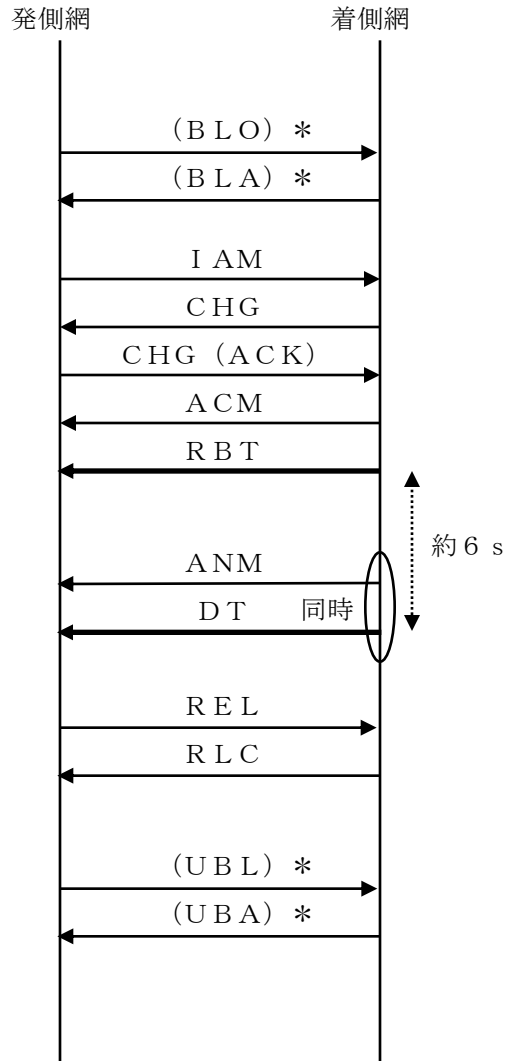 発側網 着側網
(BLO)*
(BLA)*
IAM
CHG
CHG(ACK)
ACM
RBT
約6s
ANM
DT 同時
REL
RLC
(UBL)*
(UBA)*